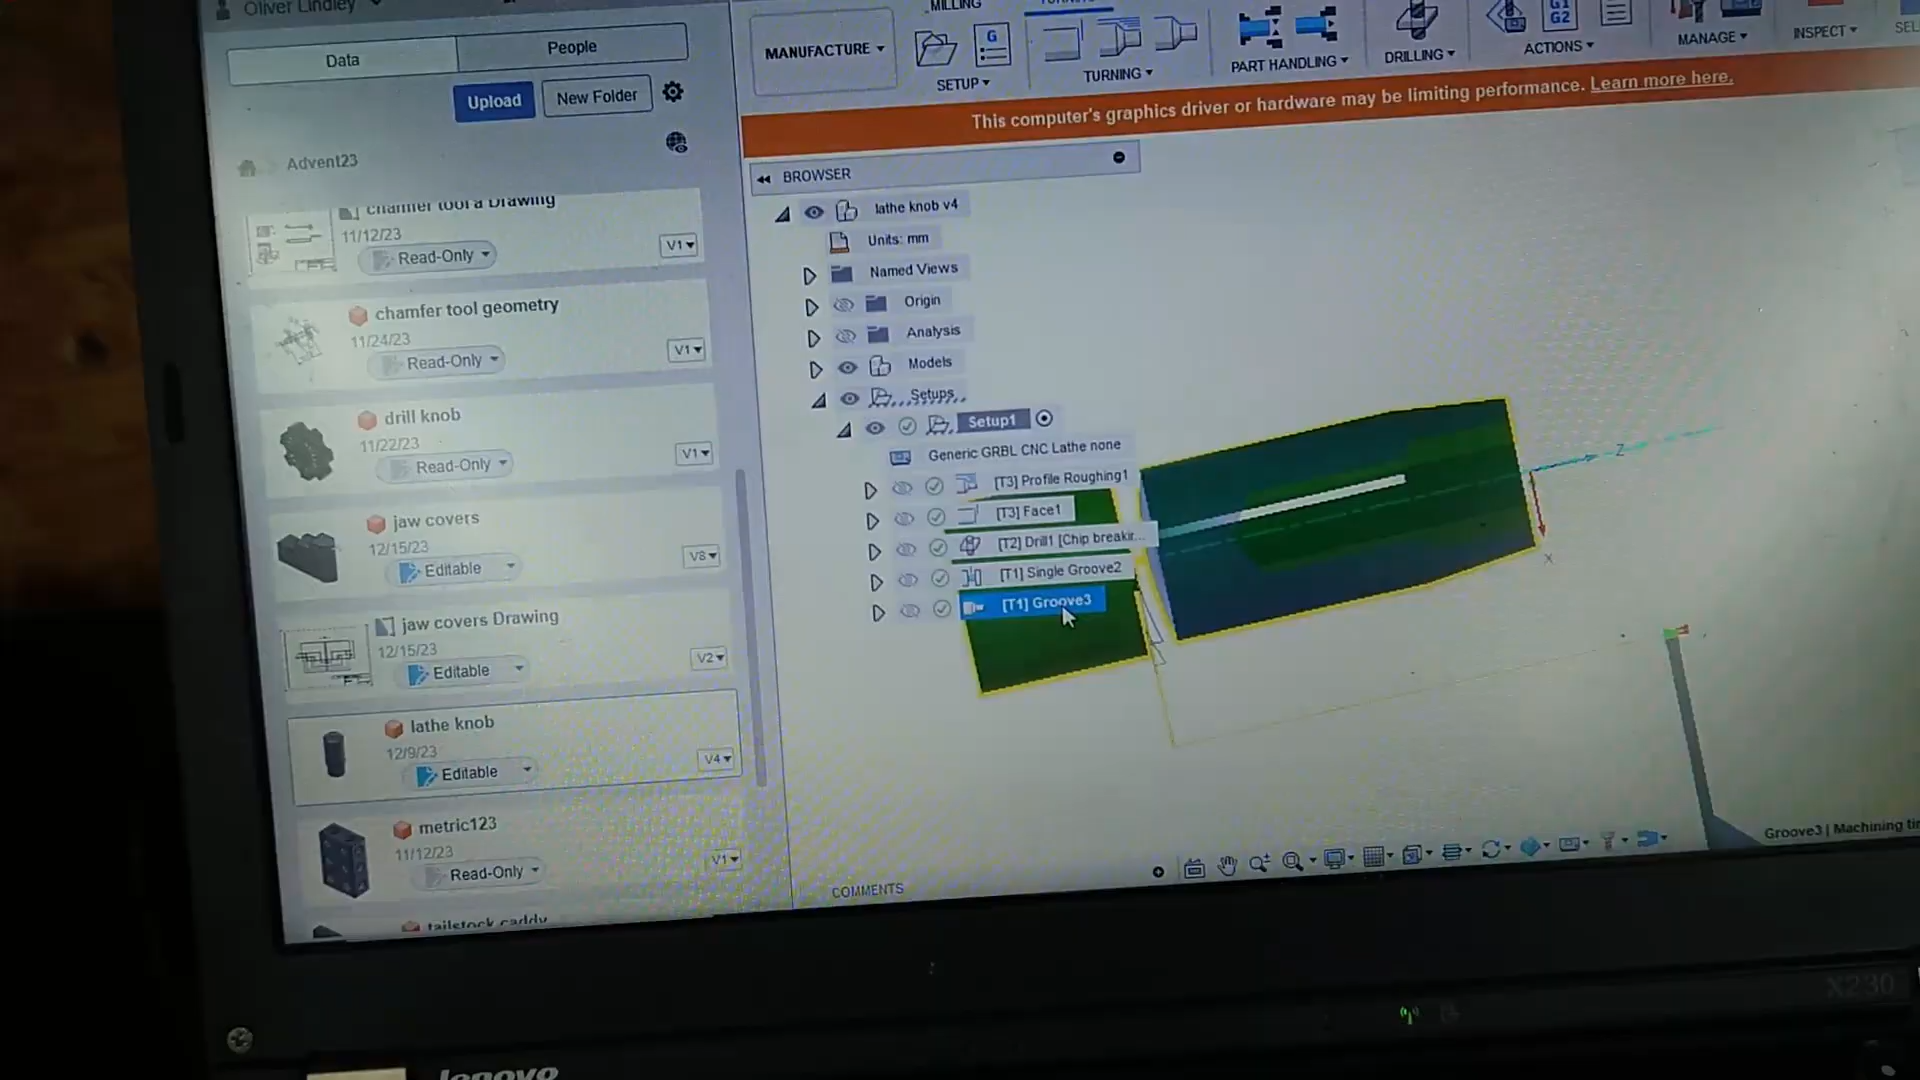 Oliver Lindley
Data
People
Upload
New Folder
Advent23
chamfer tool a Drawing
11/12/23
Read-Only
V1
chamfer tool geometry
11/24/23
Read-Only
V1
drill knob
11/22/23
Read-Only
V1
jaw covers
12/15/23
Editable
V8
jaw covers Drawing
12/15/23
Editable
V2
lathe knob
12/9/23
Editable
V4
metric123
11/12/23
Read-Only
V1
tailstock caddy
MILLING
TURNING
MANUFACTURE
G
G1
G2
SETUP
TURNING
PART HANDLING
DRILLING
ACTIONS
MANAGE
INSPECT
SEL
This computer's graphics driver or hardware may be limiting performance. Learn more here.
BROWSER
lathe knob v4
Units: mm
Named Views
Origin
Analysis
Models
Setups
Setup1
Generic GRBL CNC Lathe none
[T3] Profile Roughing1
[T3] Face1
[T2] Drill1 [Chip breakir...
[T1] Single Groove2
[T1] Groove3
Z
X
Groove3 | Machining ti
COMMENTS
X230
lenovo